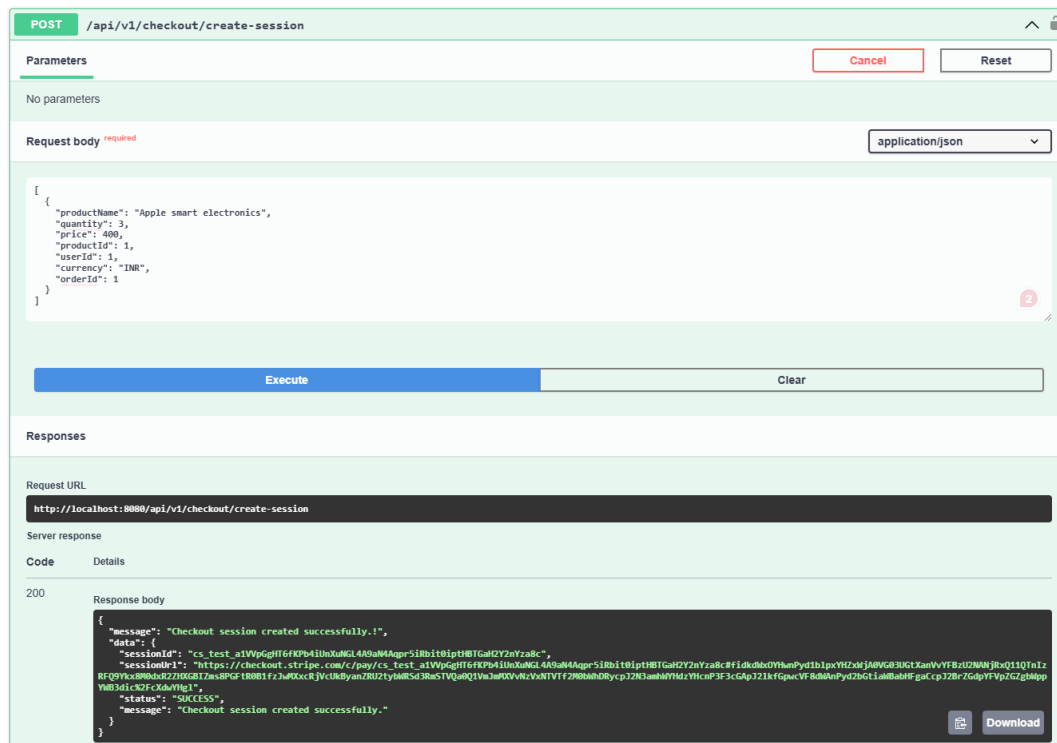 POST /api/v1/checkout/create-session
Parameters
Cancel
Reset
No parameters
Request body required
application/json
[
{
"productName": "Apple smart electronics",
"quantity": 3,
"price": 400,
"productId": 1,
"userId": 1,
"currency": "INR",
"orderId": 1
}
]
2
Execute
Clear
Responses
Request URL
http://localhost:8080/api/v1/checkout/create-session
Server response
Code Details
200
Response body
{
"message": "Checkout session created successfully.!",
"data": {
"sessionId":
"sessionUrl":
"status": "SUCCESS",
"message": "Checkout session created successfully."
}
}
Download